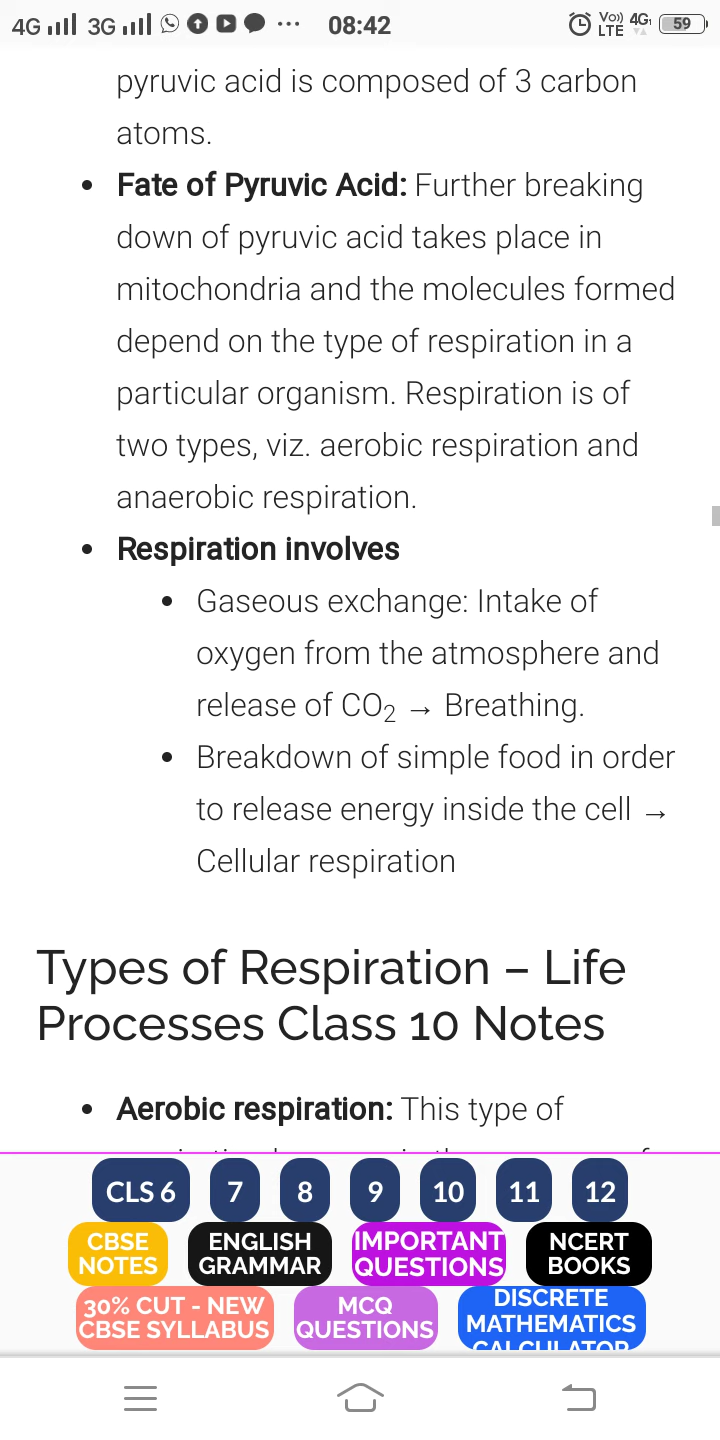 4G 3G 08:42 Vo)) LTE 4G 59
pyruvic acid is composed of 3 carbon
atoms.
• Fate of Pyruvic Acid: Further breaking
down of pyruvic acid takes place in
mitochondria and the molecules formed
depend on the type of respiration in a
particular organism. Respiration is of
two types, viz. aerobic respiration and
anaerobic respiration.
• Respiration involves
• Gaseous exchange: Intake of
oxygen from the atmosphere and
release of CO₂ → Breathing.
• Breakdown of simple food in order
to release energy inside the cell →
Cellular respiration
Types of Respiration – Life
Processes Class 10 Notes
• Aerobic respiration: This type of
CLS 6 7 8 9 10 11 12
CBSE NOTES
ENGLISH GRAMMAR
IMPORTANT QUESTIONS
NCERT BOOKS
30% CUT - NEW CBSE SYLLABUS
MCQ QUESTIONS
DISCRETE MATHEMATICS CALCULATOR